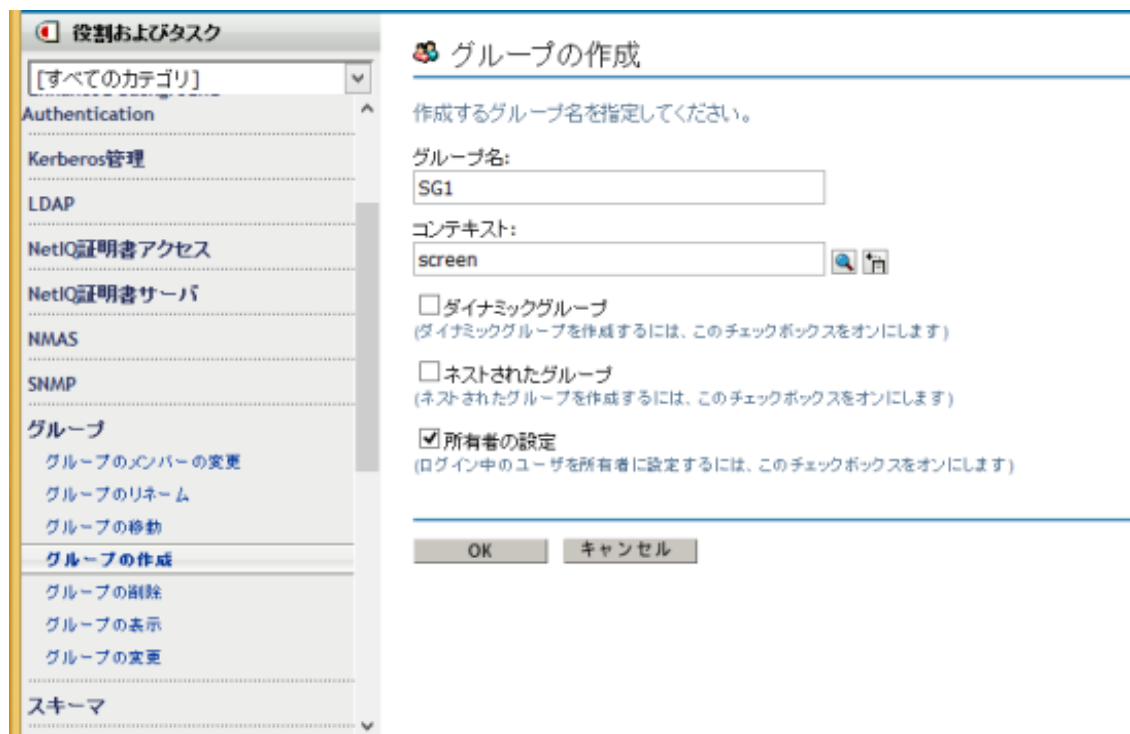 役割およびタスク
[すべてのカテゴリ]
Authentication
Kerberos管理
LDAP
NetIQ証明書アクセス
NetIQ証明書サーバ
NMAS
SNMP
グループ
グループのメンバーの変更
グループのリネーム
グループの移動
グループの作成
グループの削除
グループの表示
グループの変更
スキーマ
グループの作成
作成するグループ名を指定してください。
グループ名:
SG1
コンテキスト:
screen
ダイナミックグループ
(ダイナミックグループを作成するには、このチェックボックスをオンにします)
ネストされたグループ
(ネストされたグループを作成するには、このチェックボックスをオンにします)
所有者の設定
(ログイン中のユーザを所有者に設定するには、このチェックボックスをオンにします)
OK
キャンセル